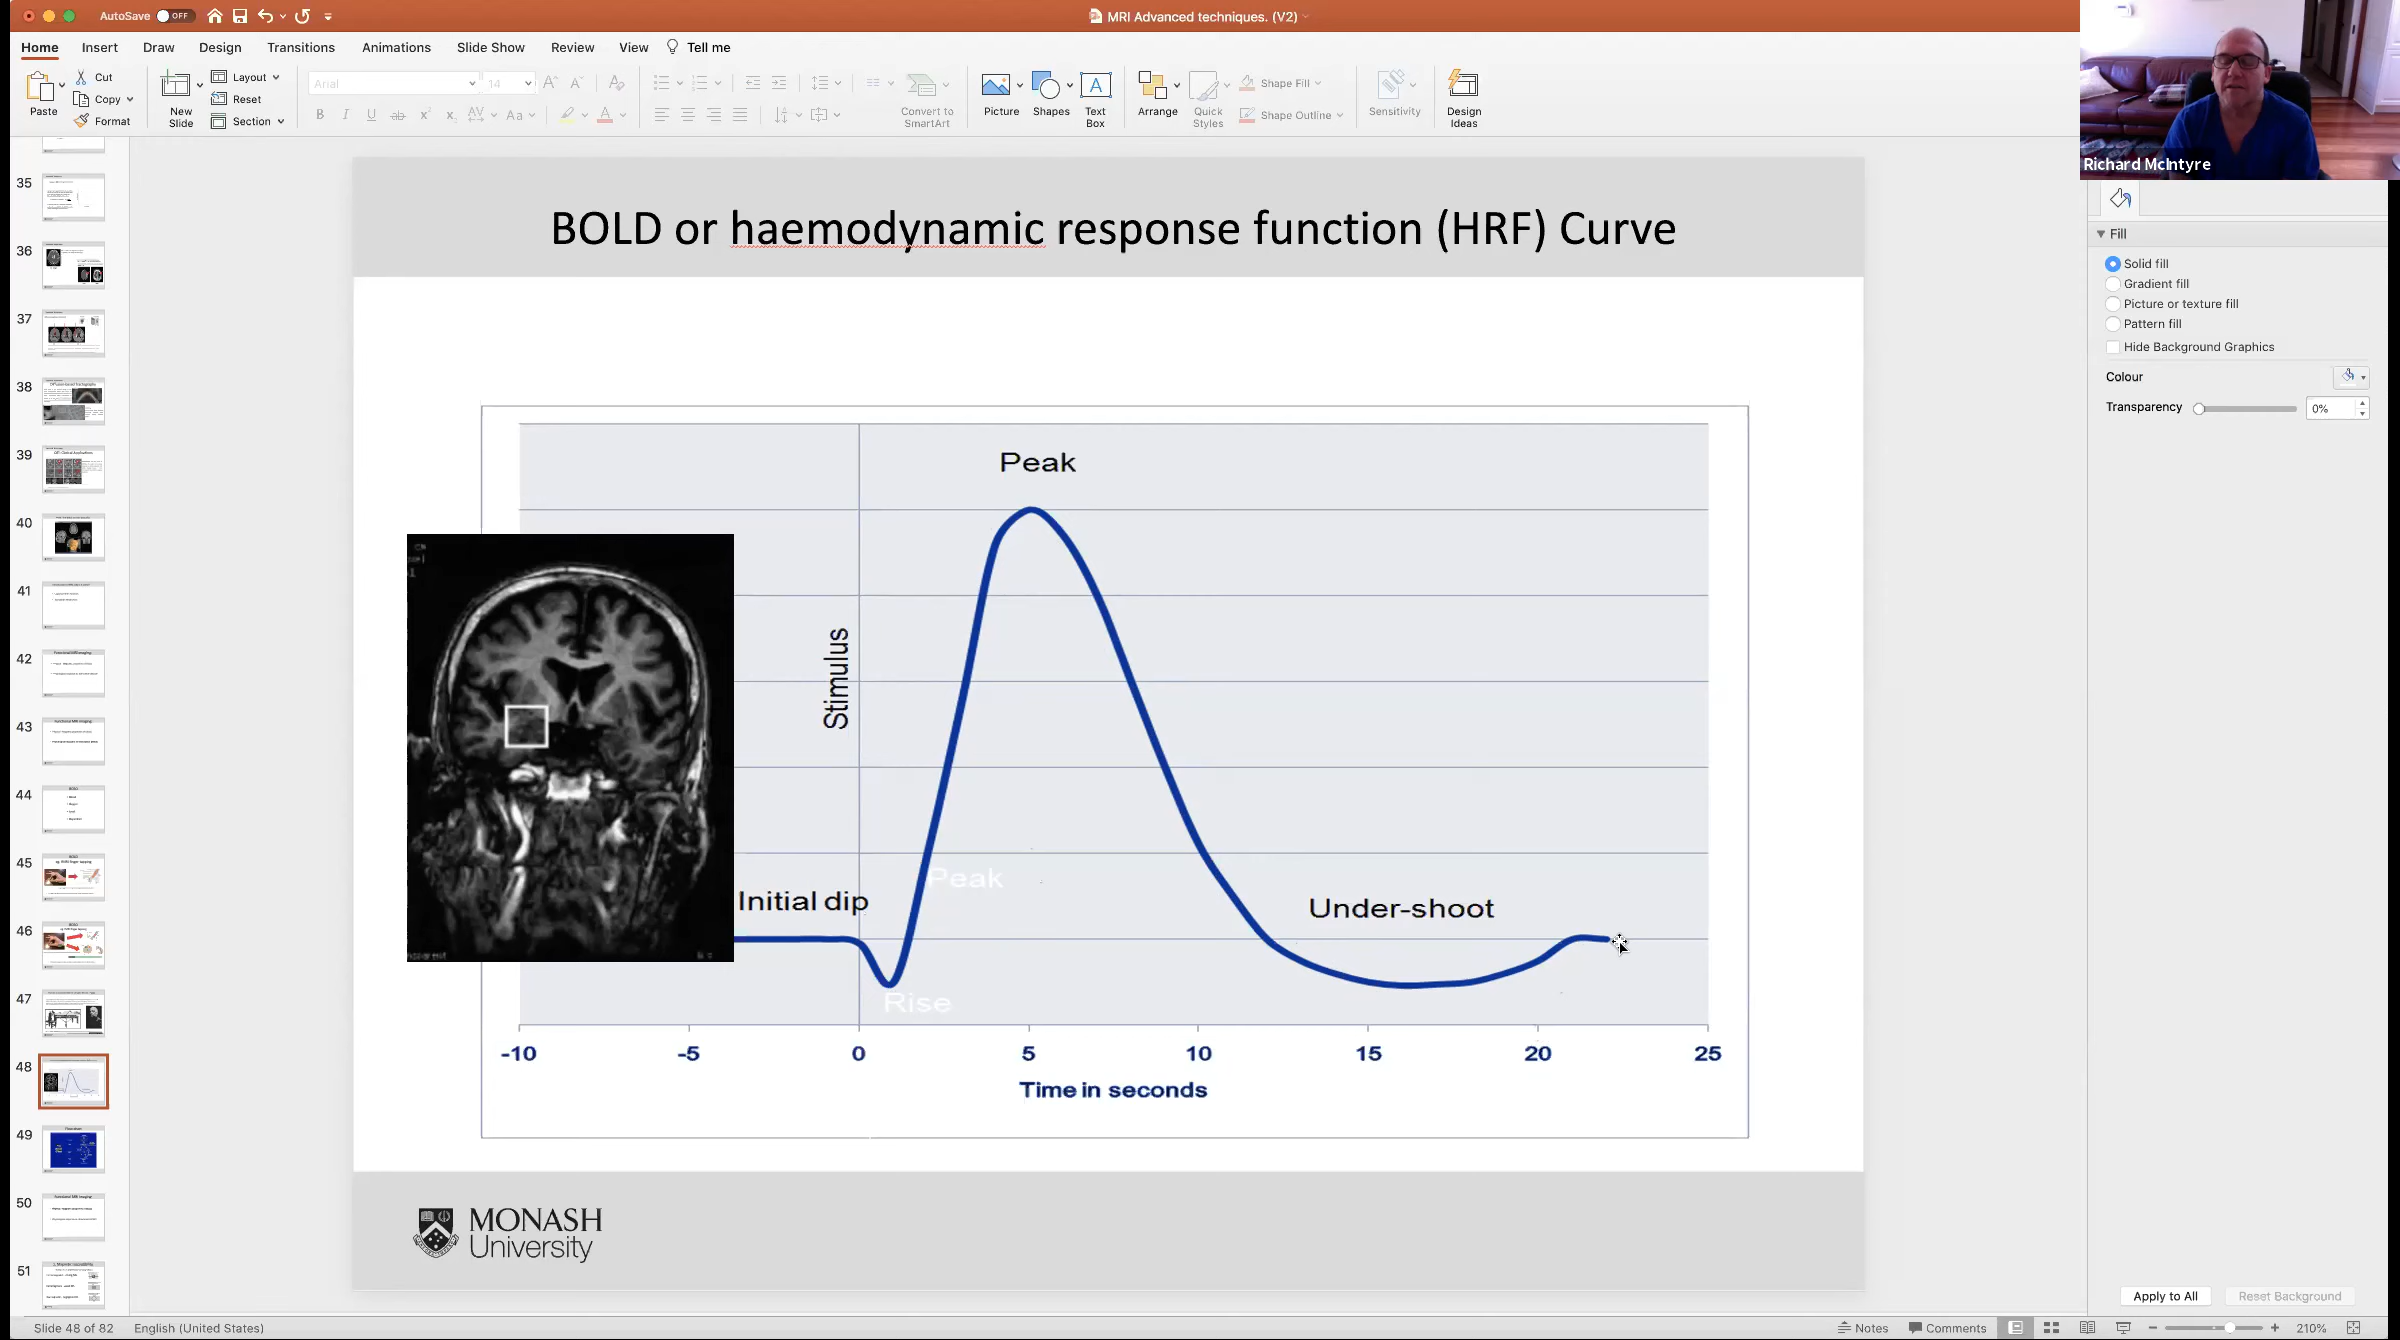 AutoSave OFF
MRI Advanced techniques. (V2)
Home Insert Draw Design Transitions Animations Slide Show Review View Tell me
Paste
Cut
Copy
Format
New Slide
Layout
Reset
Section
Arial 14
B I U ab x² x₂ AV Aa A
Convert to SmartArt
Picture
Shapes
Text Box
Arrange
Quick Styles
Shape Fill
Shape Outline
Sensitivity
Design Ideas
Richard McIntyre
35
36
37
38
39
40
41
42
43
44
45
46
47
48
49
50
51
BOLD or haemodynamic response function (HRF) Curve
Peak
Stimulus
Peak
Initial dip
Under-shoot
Rise
-10 -5 0 5 10 15 20 25
Time in seconds
MONASH
University
Fill
Solid fill
Gradient fill
Picture or texture fill
Pattern fill
Hide Background Graphics
Colour
Transparency 0%
Apply to All Reset Background
Slide 48 of 82 English (United States)
Notes Comments 210%